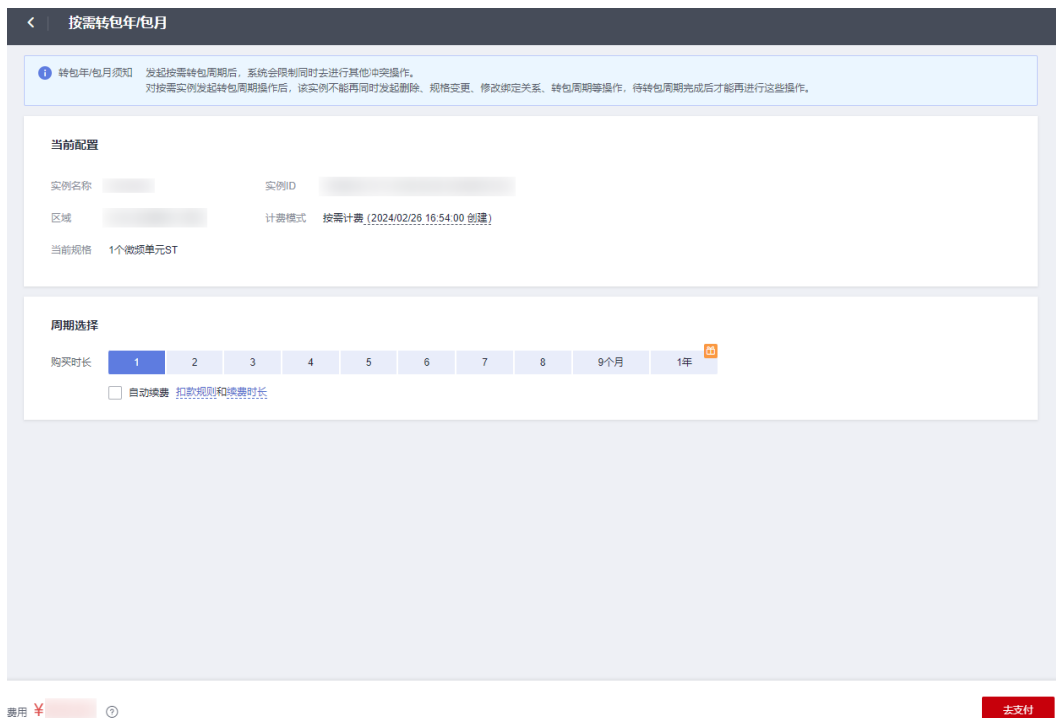 按需转包年/包月
转包年/包月须知 发起按需转包周期后，系统会限制同时去进行其他冲突操作。
对按需实例发起转包周期操作后，该实例不能再同时发起删除、规格变更、修改绑定关系、转包周期等操作，待转包周期完成后才能再进行这些操作。
当前配置
实例名称 实例ID
区域 计费模式 按需计费 (2024/02/26 16:54:00 创建)
当前规格 1个微频单元ST
周期选择
购买时长 1 2 3 4 5 6 7 8 9个月 1年
自动续费 扣款规则和续费时长
费用 ¥ 去支付